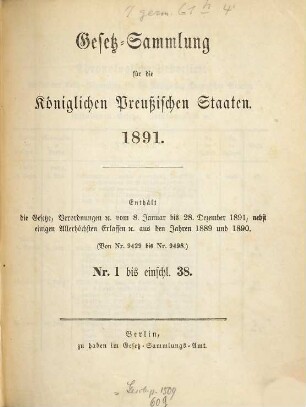 Gesetz-Sammlung
für die
Königlichen Preußischen Staaten.
1891.
Enthält
die Gesetze, Verordnungen ꝛc. vom 8. Januar bis 28. Dezember 1891, nebst
einigen Allerhöchsten Erlassen ꝛc. aus den Jahren 1889 und 1890.
(Von Nr. 9429 bis Nr. 9498.)
Nr. 1 bis einschl. 38.
Berlin,
zu haben im Gesetz-Sammlungs-Amt.